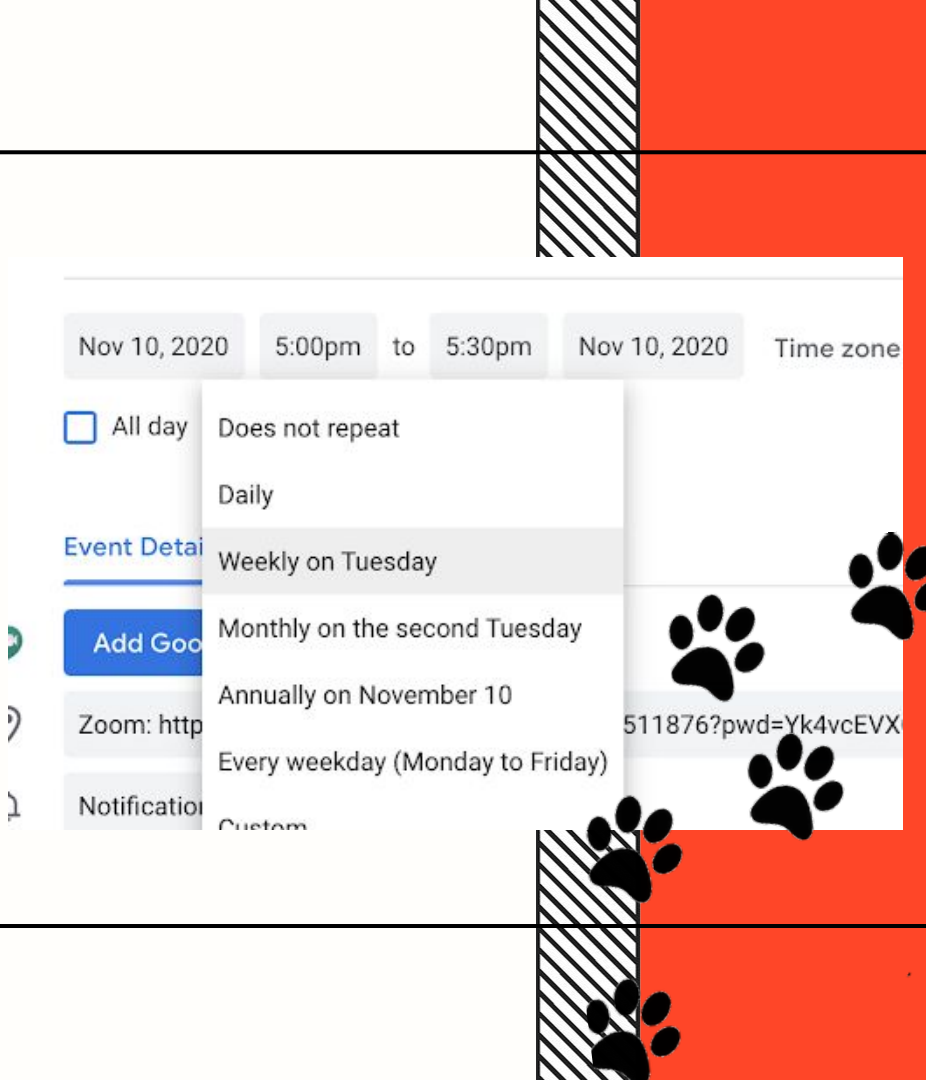 Nov 10, 2020 5:00pm to 5:30pm Nov 10, 2020 Time zone
All day
Does not repeat
Daily
Event Detai
Weekly on Tuesday
Monthly on the second Tuesday
Add Goo
Annually on November 10
Zoom: http 511876?pwd=Yk4vcEVX
Every weekday (Monday to Friday)
Notification
Custom